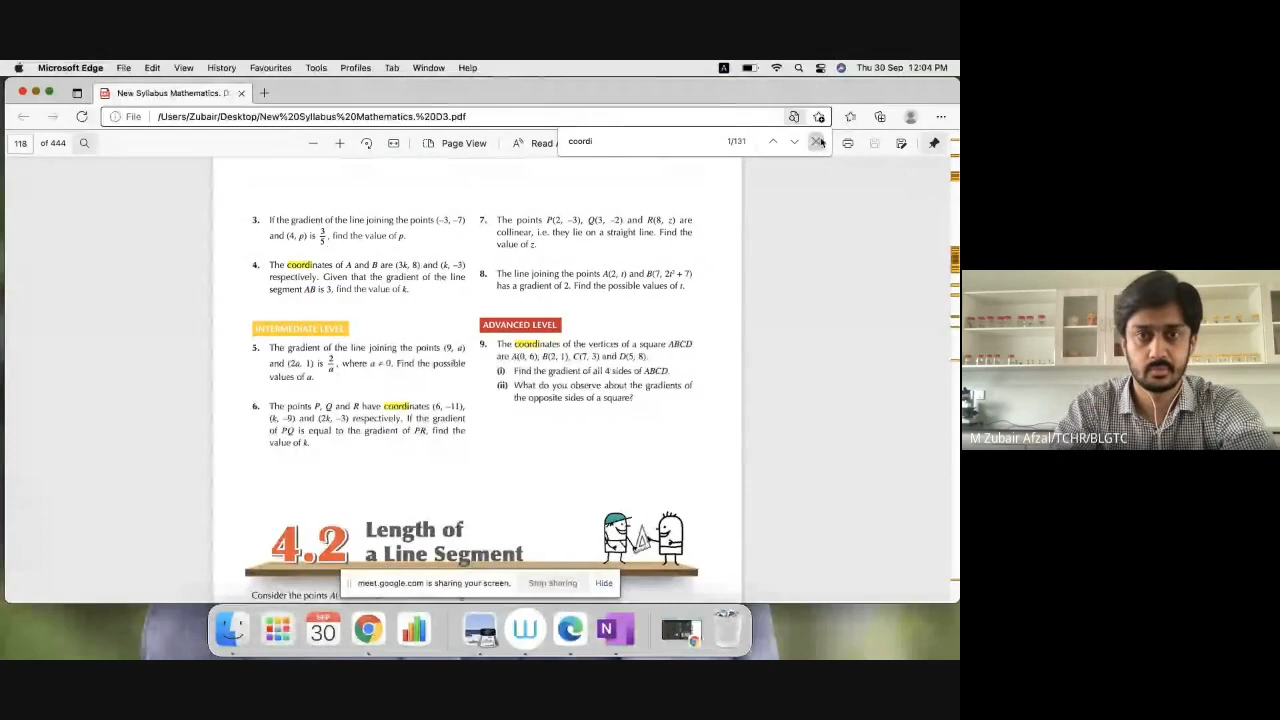 Microsoft Edge File Edit View History Favourites Tools Profiles Tab Window Help
A Thu 30 Sep 12:04 PM
New Syllabus Mathematics. D
File /Users/Zubair/Desktop/New%20Syllabus%20Mathematics.%20D3.pdf
118 of 444
Page View
Read
coordi
1/131
3. If the gradient of the line joining the points (−3, −7)
and (4, p) is 3/5, find the value of p.
4. The coordinates of A and B are (3k, 8) and (k, −3)
respectively. Given that the gradient of the line
segment AB is 3, find the value of k.
INTERMEDIATE LEVEL
5. The gradient of the line joining the points (9, a)
and (2a, 1) is 2/a, where a ≠ 0. Find the possible
values of a.
6. The points P, Q and R have coordinates (6, −11),
(k, −9) and (2k, −3) respectively. If the gradient
of PQ is equal to the gradient of PR, find the
value of k.
7. The points P(2, −3), Q(3, −2) and R(8, z) are
collinear, i.e. they lie on a straight line. Find the
value of z.
8. The line joining the points A(2, t) and B(7, 2t² + 7)
has a gradient of 2. Find the possible values of t.
ADVANCED LEVEL
9. The coordinates of the vertices of a square ABCD
are A(0, 6), B(2, 1), C(7, 3) and D(5, 8).
(i) Find the gradient of all 4 sides of ABCD.
(ii) What do you observe about the gradients of
the opposite sides of a square?
4.2 Length of
a Line Segment
Consider the points
meet.google.com is sharing your screen. Stop sharing Hide
SEP
30
N
M Zubair Afzal/TCHR/BLGTC